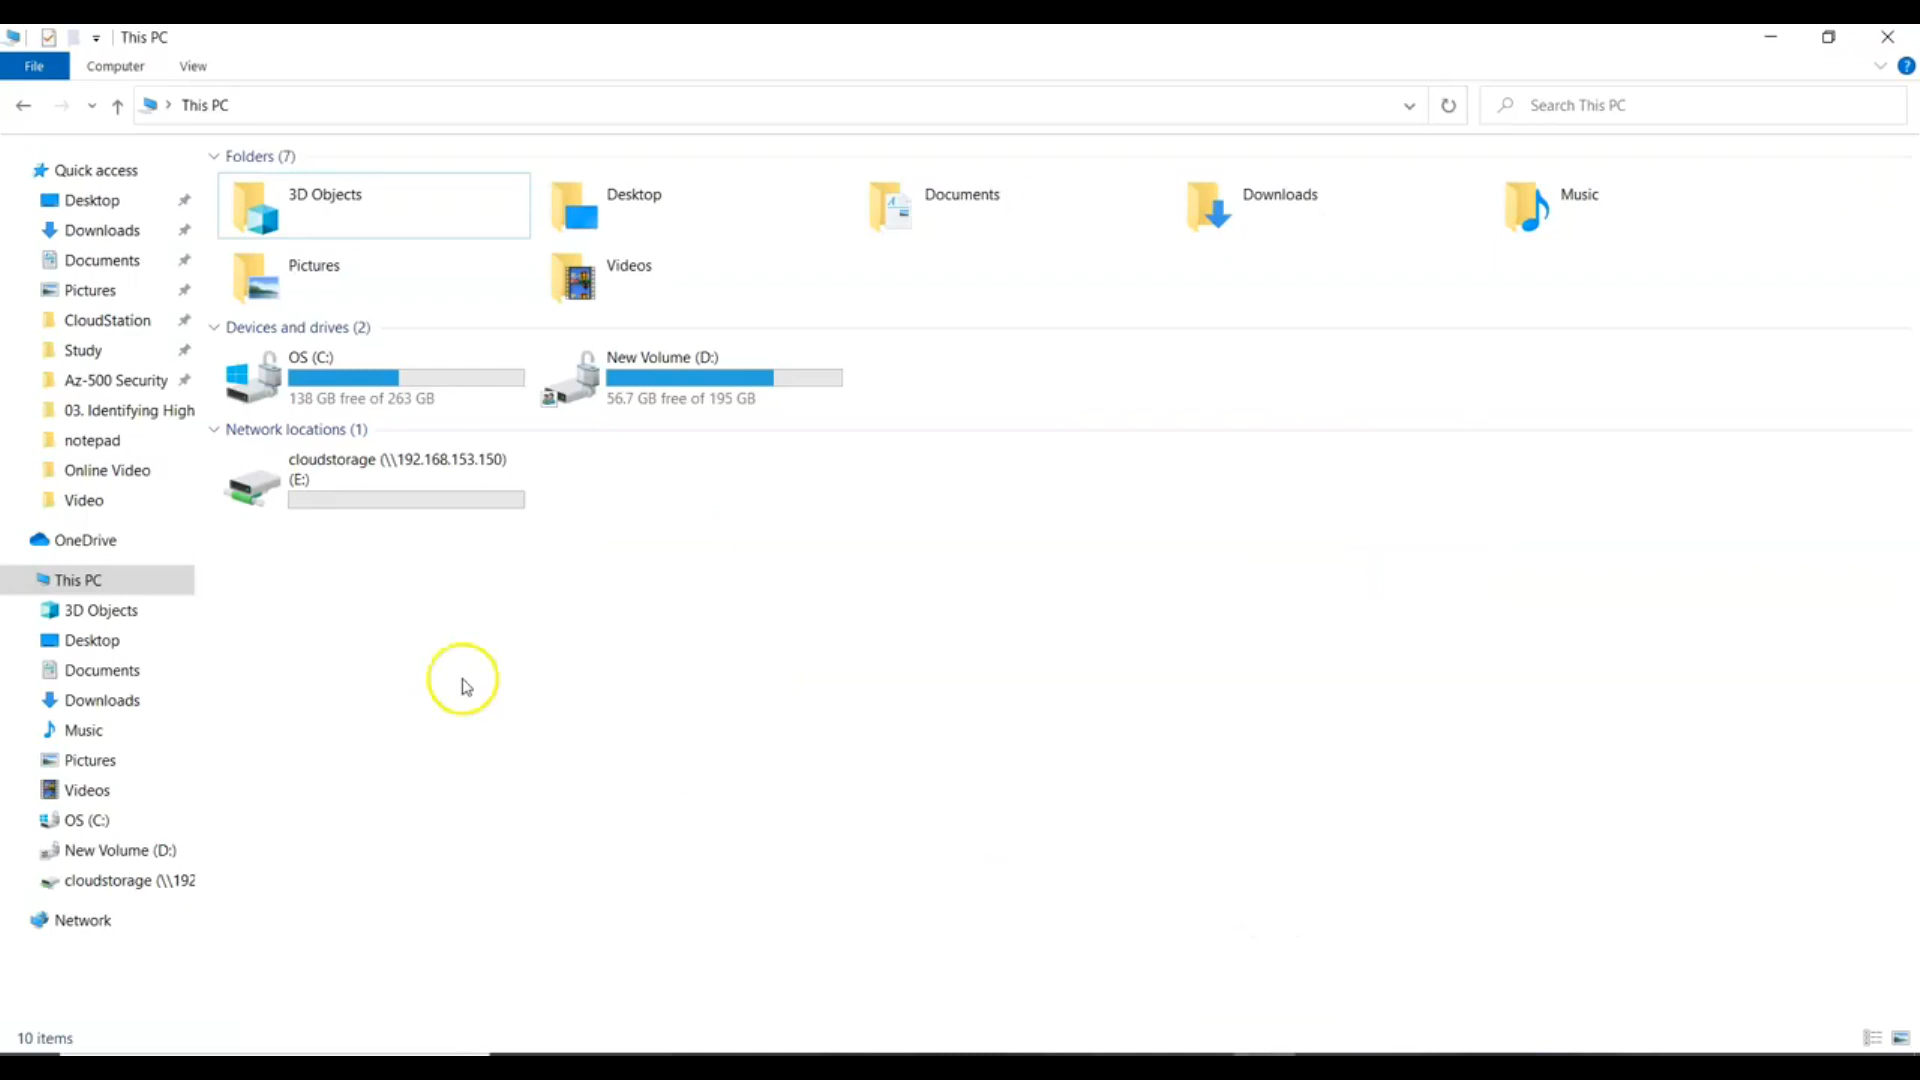 This PC
File
Computer
View
This PC
Search This PC
Quick access
Desktop
Downloads
Documents
Pictures
CloudStation
Study
Az-500 Security
03. Identifying High
notepad
Online Video
Video
OneDrive
This PC
3D Objects
Desktop
Documents
Downloads
Music
Pictures
Videos
OS (C:)
New Volume (D:)
cloudstorage (\\192
Network
Folders (7)
3D Objects
Desktop
Documents
Downloads
Music
Pictures
Videos
Devices and drives (2)
OS (C:)
138 GB free of 263 GB
New Volume (D:)
56.7 GB free of 195 GB
Network locations (1)
cloudstorage (\\192.168.153.150)
(E:)
10 items